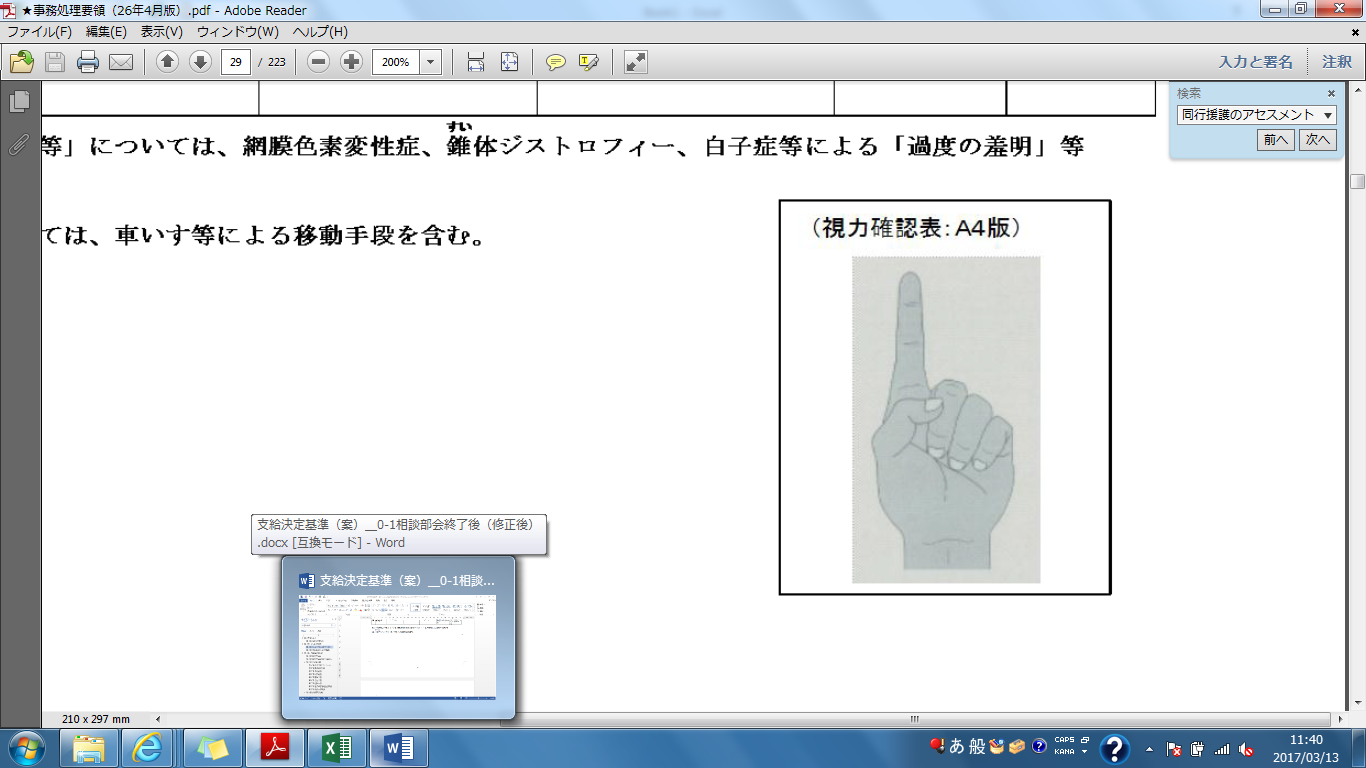 ★事務処理要領（26年4月版）.pdf - Adobe Reader
ファイル(F) 編集(E) 表示(V) ウィンドウ(W) ヘルプ(H)
29 / 223 200% 入力と署名 注釈
検索
同行援護のアセスメント
前へ 次へ
すい
等」については、網膜色素変性症、錐体ジストロフィー、白子症等による「過度の羞明」等
ては、車いす等による移動手段を含む。
（視力確認表：A4版）
支給決定基準（案）__0-1相談部会終了後（修正後）
.docx [互換モード] - Word
支給決定基準（案）__0-1相談...
210 x 297 mm
あ 般 CAPS KANA
11:40
2017/03/13